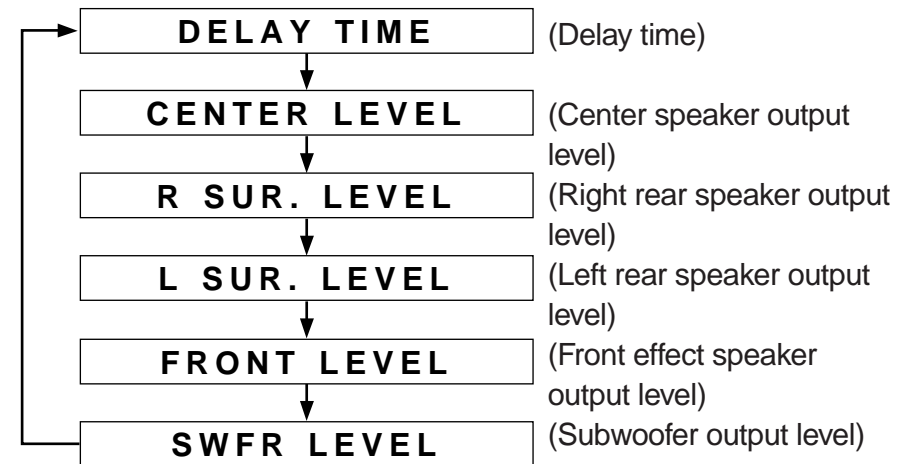 DELAY TIME (Delay time)
CENTER LEVEL (Center speaker output
level)
R SUR. LEVEL (Right rear speaker output
level)
L SUR. LEVEL (Left rear speaker output
level)
FRONT LEVEL (Front effect speaker
output level)
SWFR LEVEL (Subwoofer output level)